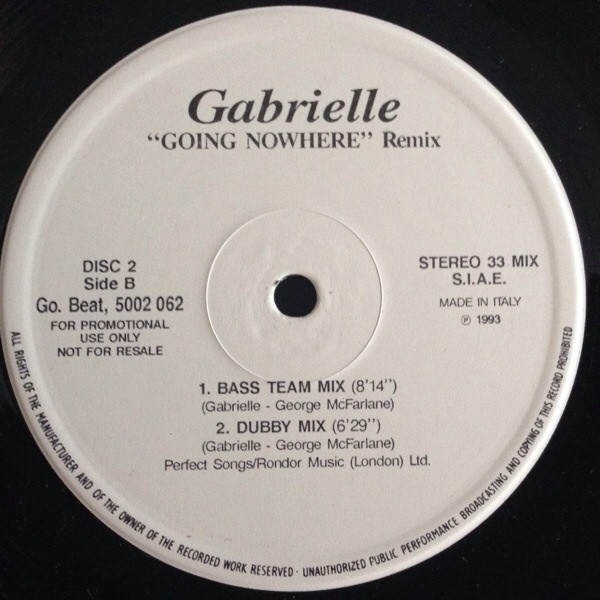 Gabrielle
“GOING NOWHERE” Remix
DISC 2
Side B
Go. Beat, 5002 062
FOR PROMOTIONAL
USE ONLY
NOT FOR RESALE
STEREO 33 MIX
S.I.A.E.
MADE IN ITALY
℗ 1993
1. BASS TEAM MIX (8'14")
(Gabrielle - George McFarlane)
2. DUBBY MIX (6'29")
(Gabrielle - George McFarlane)
Perfect Songs/Rondor Music (London) Ltd.
ALL RIGHTS OF THE MANUFACTURER AND OF THE OWNER OF THE RECORDED WORK RESERVED · UNAUTHORIZED PUBLIC PERFORMANCE BROADCASTING AND COPYING OF THIS RECORD PROHIBITED